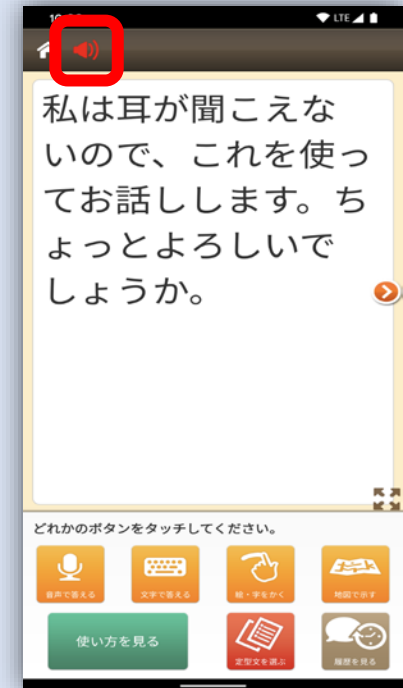 LTE
私は耳が聞こえな
いので、これを使っ
てお話しします。ち
ょっとよろしいで
しょうか。
どれかのボタンをタッチしてください。
音声で答える
文字で答える
絵・字をかく
地図で示す
使い方を見る
定型文を選ぶ
履歴を見る